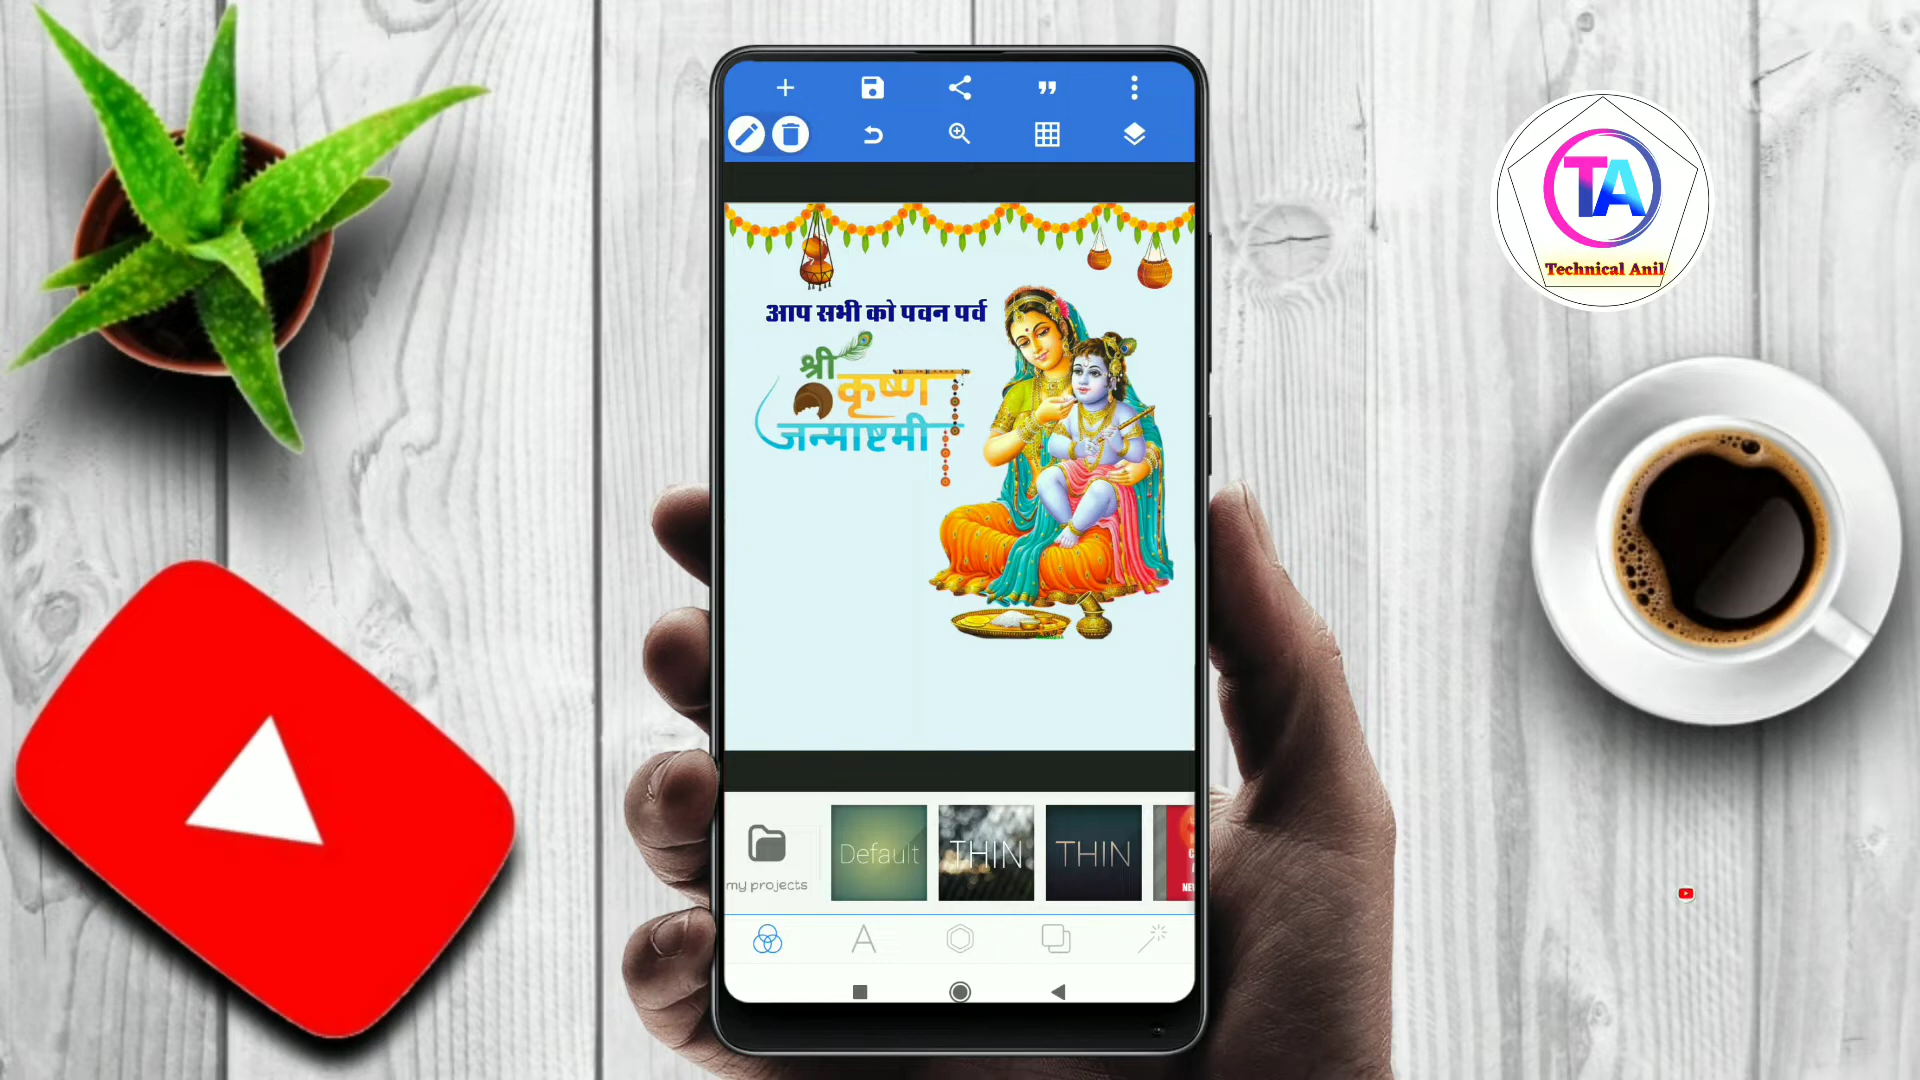 TA
Technical Anil
आप सभी को पवन पर्व
श्री
कृष्ण
जन्माष्टमी
my projects
Default
THIN
THIN